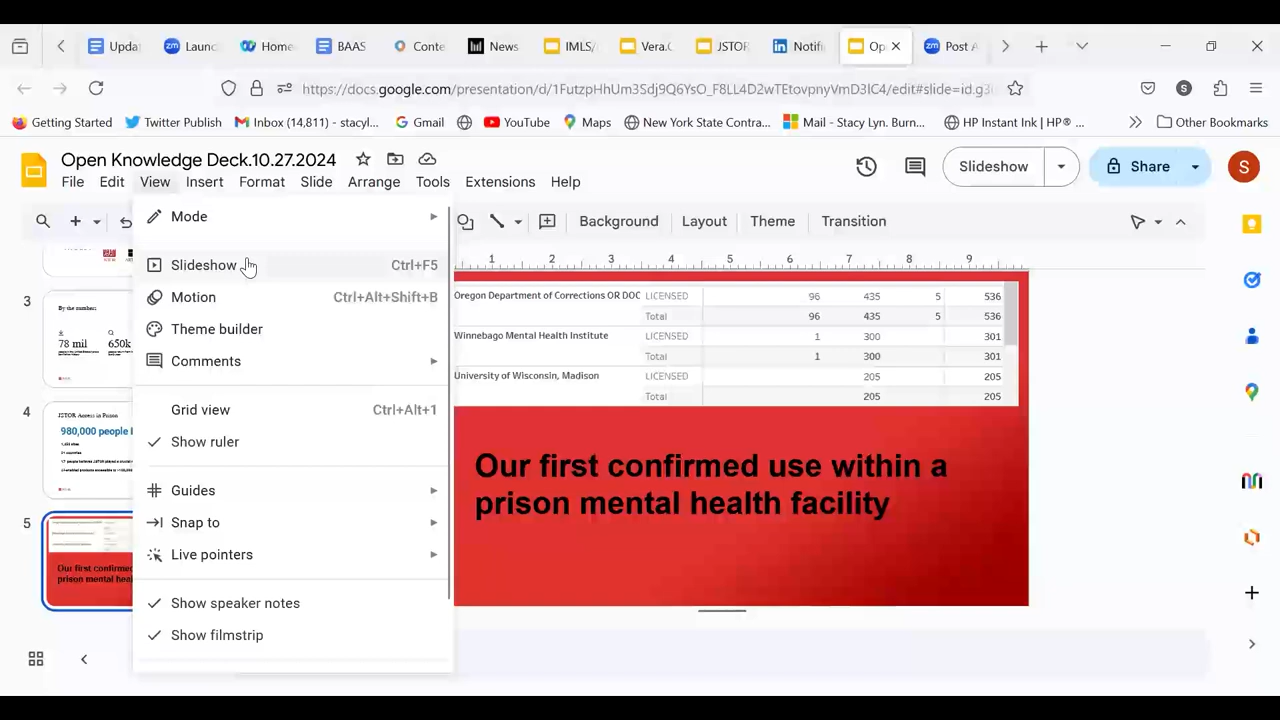 Upda
Launc
Home
BAAS
Conte
News
IMLS/
Vera.C
JSTOR
Notifi
Op
Post A
https://docs.google.com/presentation/d/1FutzpHhUm3Sdj9Q6YsO_F8LL4D2wTEtovpnyVmD3lC4/edit#slide=id.g3
Getting Started
Twitter Publish
Inbox (14,811) - stacyl...
Gmail
YouTube
Maps
New York State Contra...
Mail - Stacy Lyn. Burn...
HP Instant Ink | HP® ...
Other Bookmarks
Open Knowledge Deck.10.27.2024
Slideshow
Share
S
File Edit View Insert Format Slide Arrange Tools Extensions Help
Background Layout Theme Transition
Mode
Slideshow Ctrl+F5
Motion Ctrl+Alt+Shift+B
Theme builder
Comments
Grid view Ctrl+Alt+1
Show ruler
Guides
Snap to
Live pointers
Show speaker notes
Show filmstrip
3
By the numbers:
78 mil 650k
4
JSTOR Access in Prison
980,000 people
5
Our first confirmed
prison mental heal
1 2 3 4 5 6 7 8 9
Oregon Department of Corrections OR DOC LICENSED 96 435 5 536
Total 96 435 5 536
Winnebago Mental Health Institute LICENSED 1 300 301
Total 1 300 301
University of Wisconsin, Madison LICENSED 205 205
Total 205 205
Our first confirmed use within a
prison mental health facility